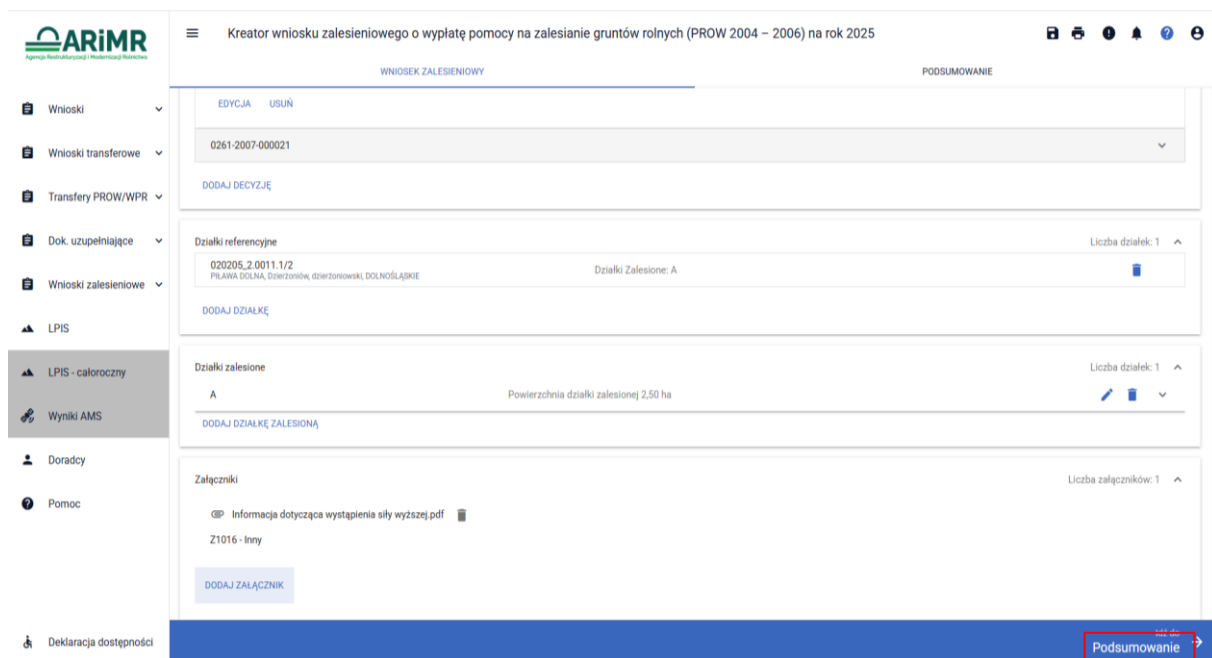 ARiMR
Agencja Restrukturyzacji i Modernizacji Rolnictwa
Kreator wniosku zalesieniowego o wypłatę pomocy na zalesianie gruntów rolnych (PROW 2004 – 2006) na rok 2025
WNIOSEK ZALESIENIOWY
PODSUMOWANIE
Wnioski
Wnioski transferowe
Transfery PROW/WPR
Dok. uzupełniające
Wnioski zalesieniowe
LPIS
LPIS - całoroczny
Wyniki AMS
Doradcy
Pomoc
Deklaracja dostępności
EDYCJA USUŃ
0261-2007-000021
DODAJ DECYZJĘ
Działki referencyjne
Liczba działek: 1
020205_2.0011.1/2
PIŁAWA DOLNA, Dzierżoniów, dzierżoniowski, DOLNOŚLĄSKIE
Działki Zalesione: A
DODAJ DZIAŁKĘ
Działki zalesione
Liczba działek: 1
A
Powierzchnia działki zalesionej 2,50 ha
DODAJ DZIAŁKĘ ZALESIONĄ
Załączniki
Liczba załączników: 1
Informacja dotycząca wystąpienia siły wyższej.pdf
Z1016 - Inny
DODAJ ZAŁĄCZNIK
Idź do
Podsumowanie